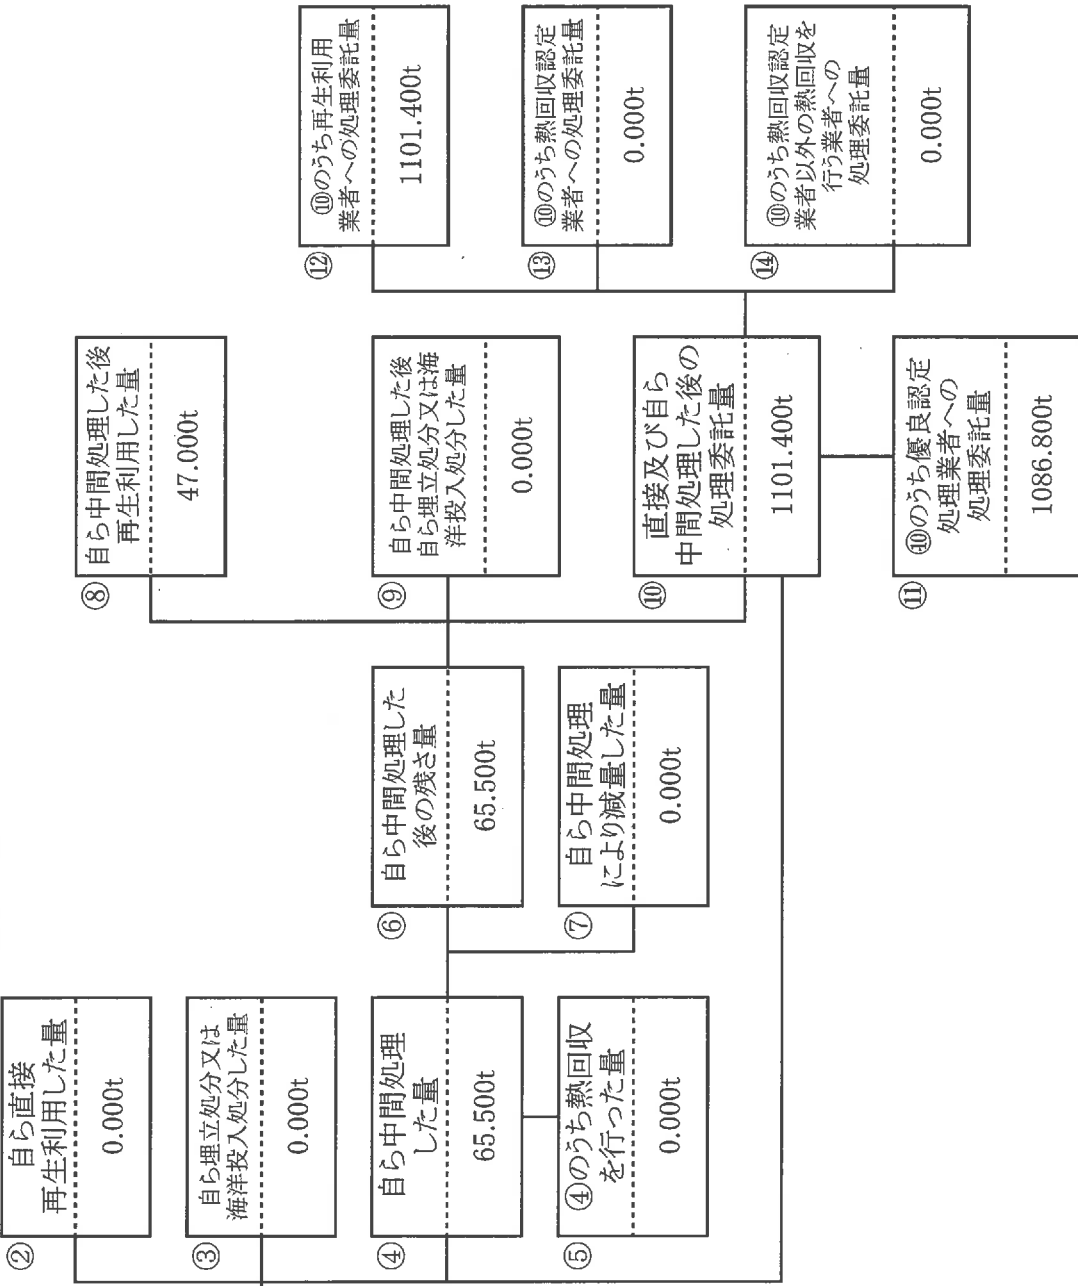 ②
自ら直接
再生利用した量
0.000t
③
自ら埋立処分又は
海洋投入処分した量
0.000t
④
自ら中間処理
した量
65.500t
⑤
④のうち熱回収
を行った量
0.000t
⑥
自ら中間処理した
後の残さ量
65.500t
⑦
自ら中間処理
により減量した量
0.000t
⑧
自ら中間処理した後
再生利用した量
47.000t
⑨
自ら中間処理した後
自ら埋立処分又は海
洋投入処分した量
0.000t
⑩
直接及び自ら
中間処理した後の
処理委託量
1101.400t
⑪
⑩のうち優良認定
処理業者への
処理委託量
1086.800t
⑫
⑩のうち再生利用
業者への処理委託量
1101.400t
⑬
⑩のうち熱回収認定
業者への処理委託量
0.000t
⑭
⑩のうち熱回収認定
業者以外の熱回収を
行う業者への
処理委託量
0.000t